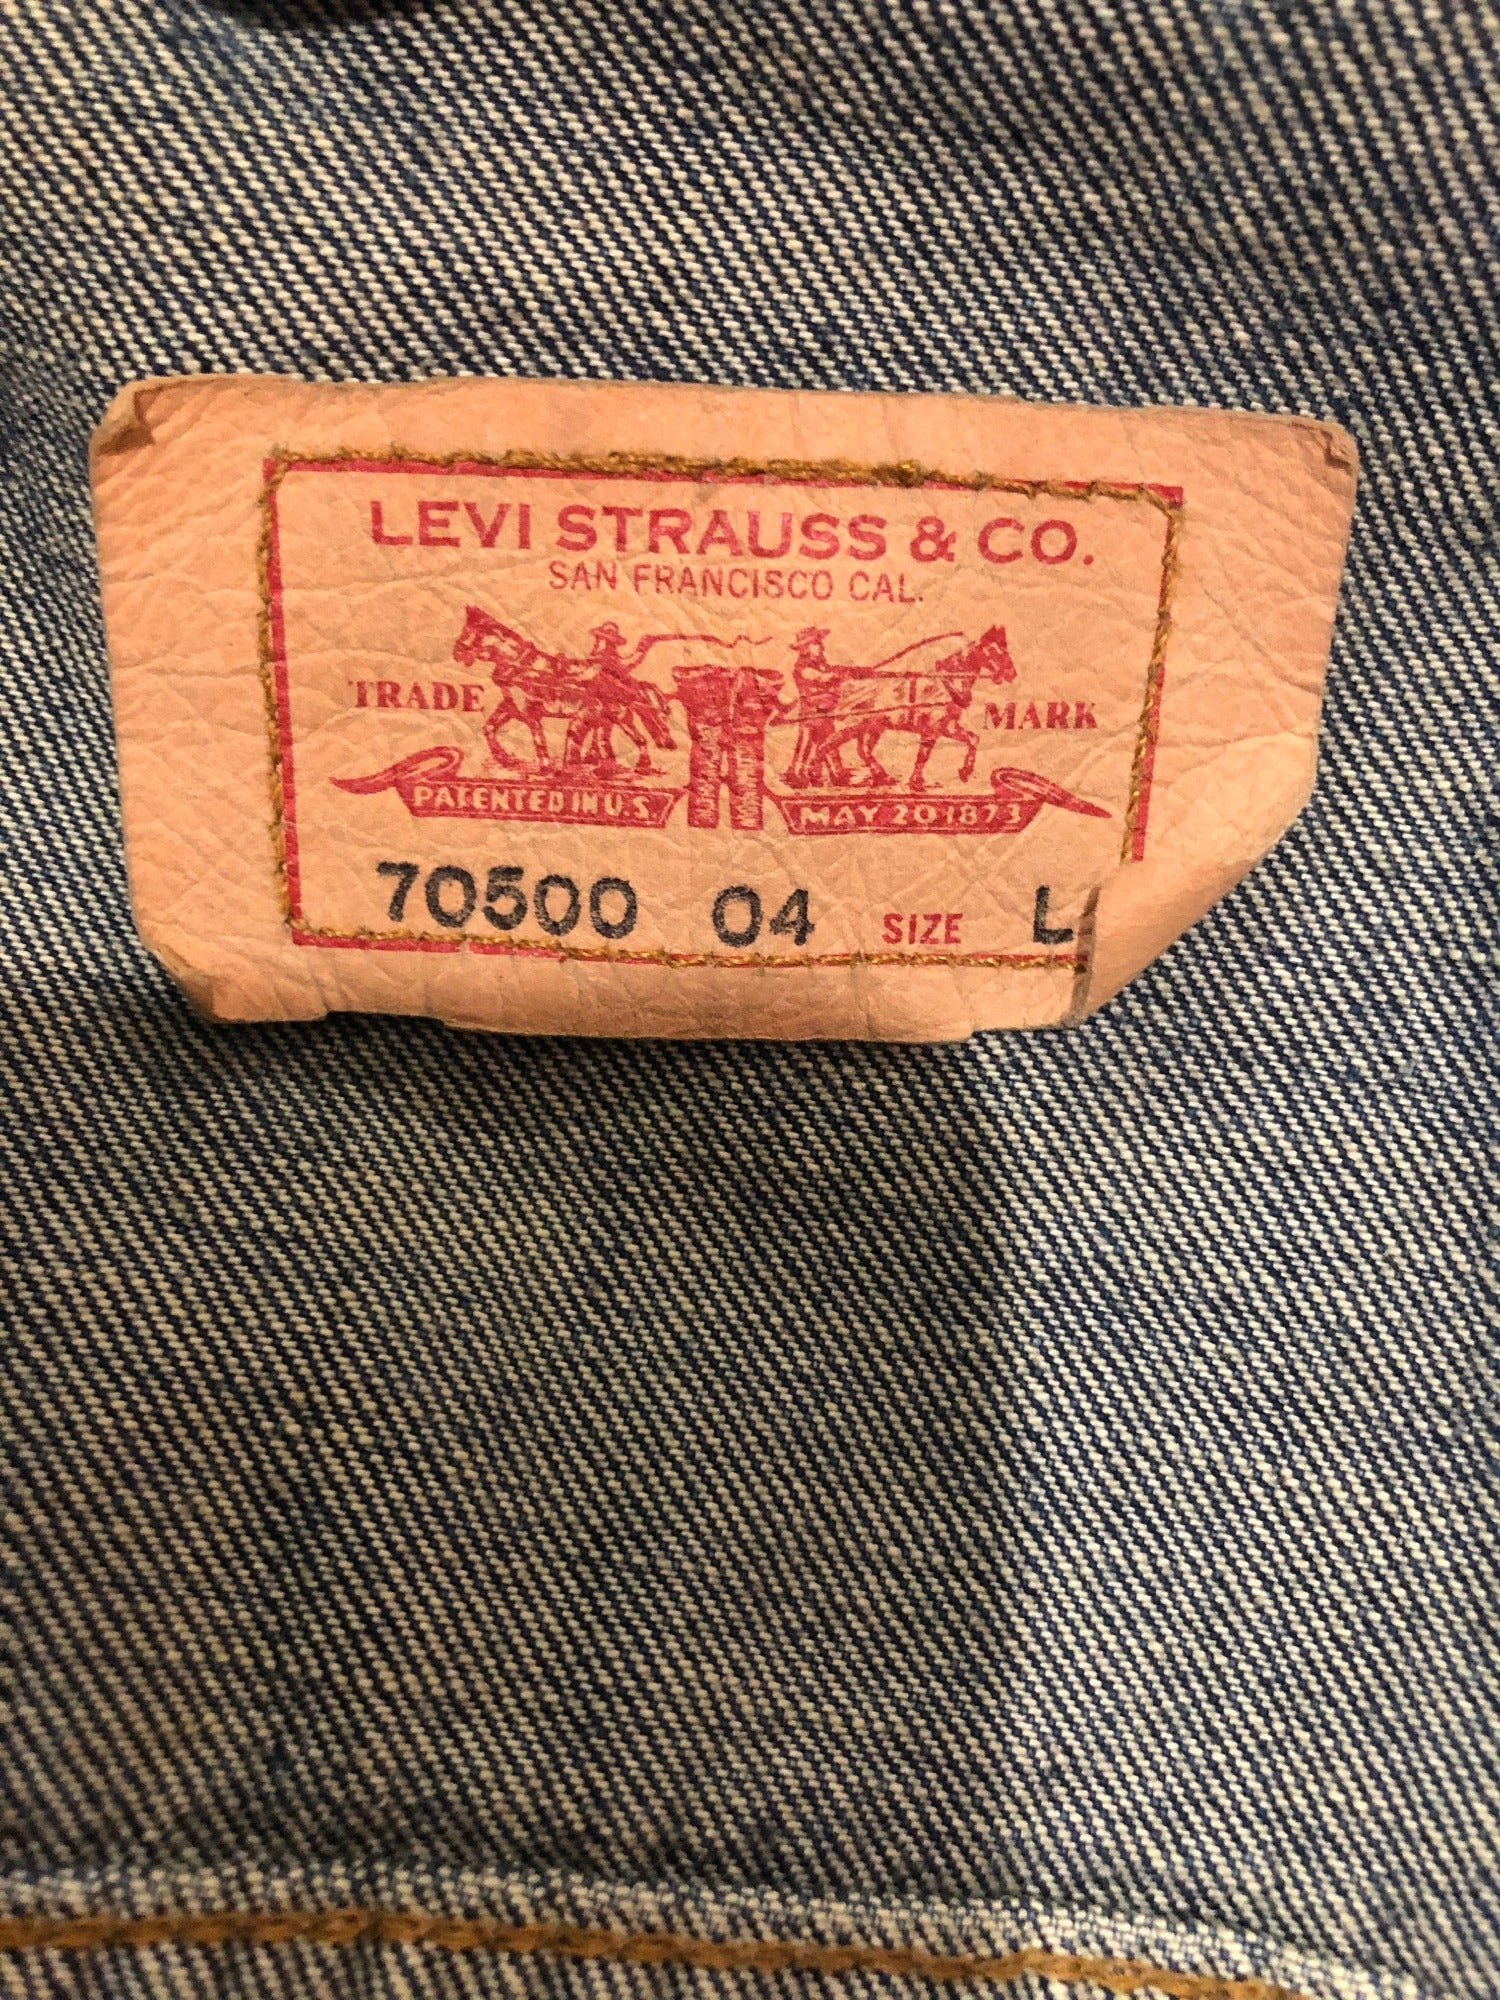 LEVI STRAUSS & CO.
SAN FRANCISCO CAL.
TRADE MARK
PATENTED IN U.S. MAY 20 1873
70500 04 SIZE L